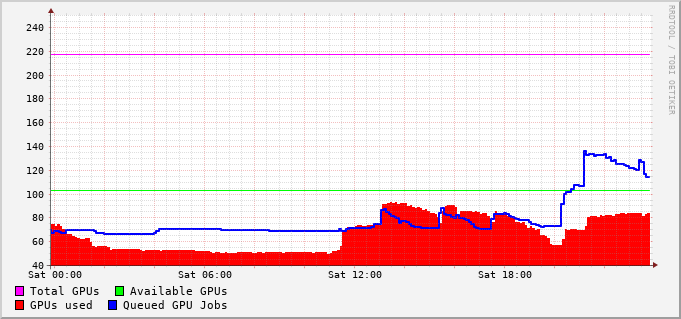 RRDTOOL / TOBI OETIKER
240
220
200
180
160
140
120
100
80
60
40
Sat 00:00 Sat 06:00 Sat 12:00 Sat 18:00
Total GPUs Available GPUs
GPUs used Queued GPU Jobs